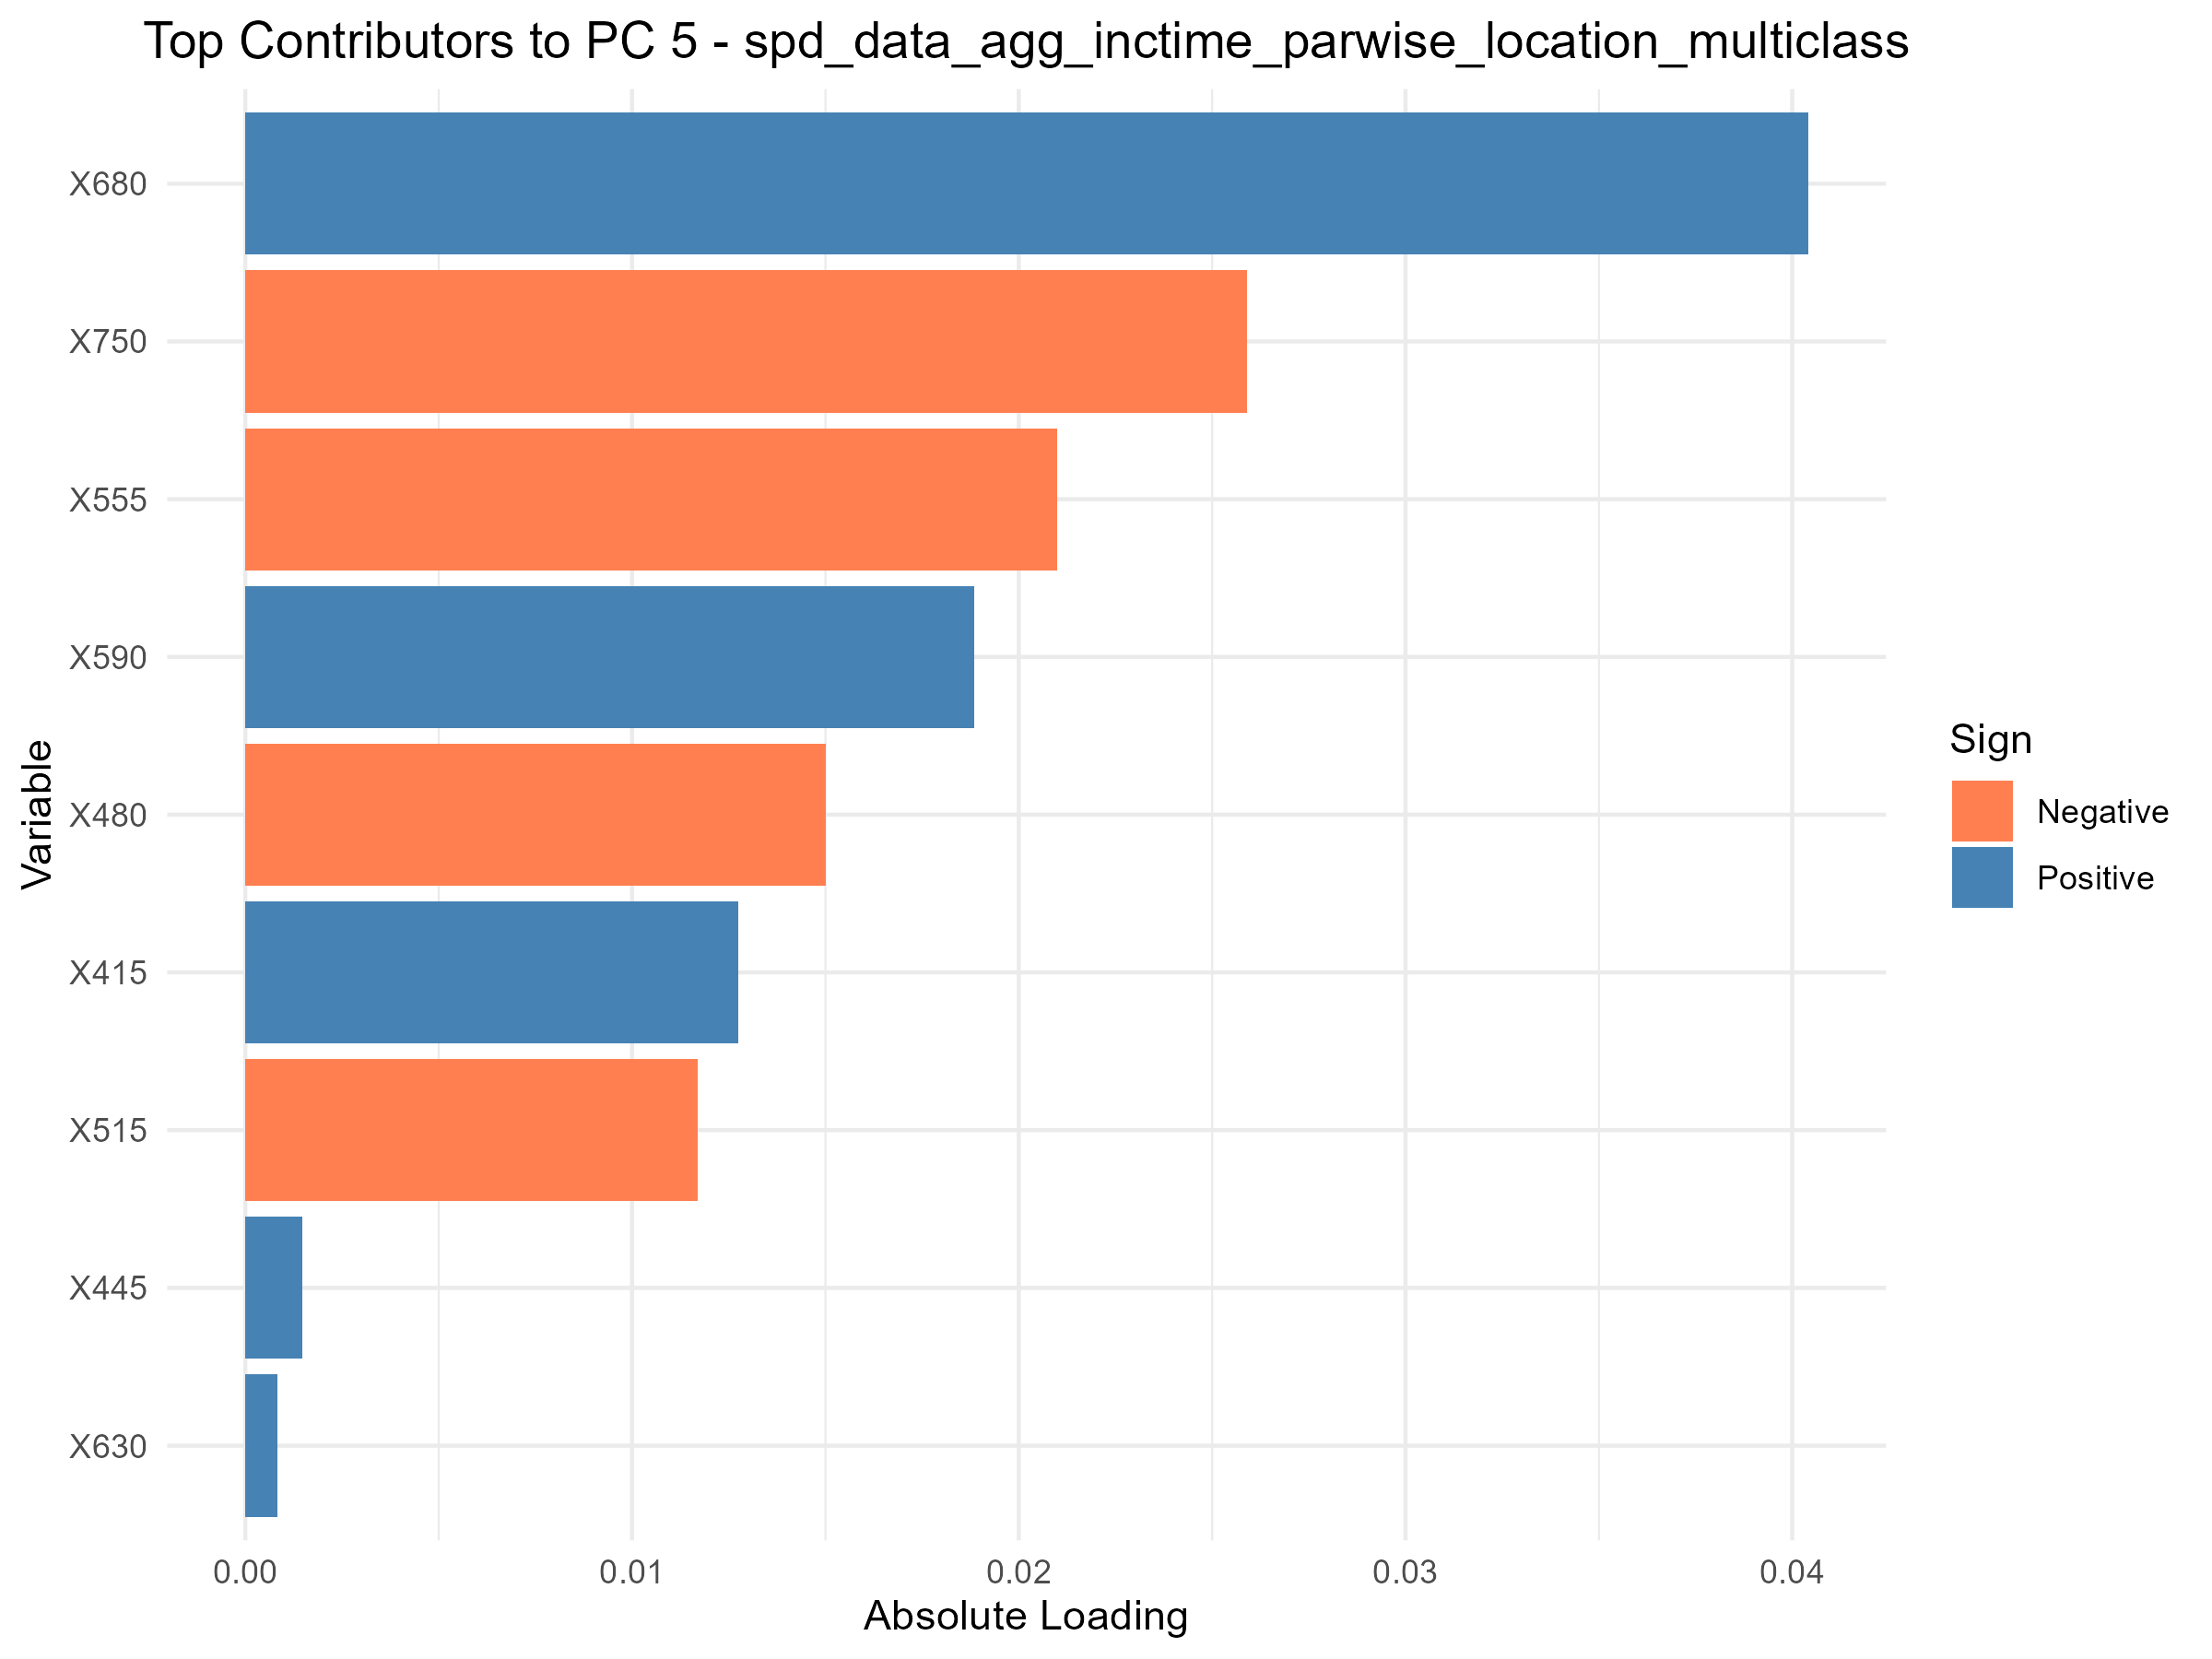 Top Contributors to PC 5 - spd_data_agg_inctime_parwise_location_multiclass
X680
X750
X555
X590
X480
X415
X515
X445
X630
Variable
0.00 0.01 0.02 0.03 0.04
Absolute Loading
Sign
Negative
Positive